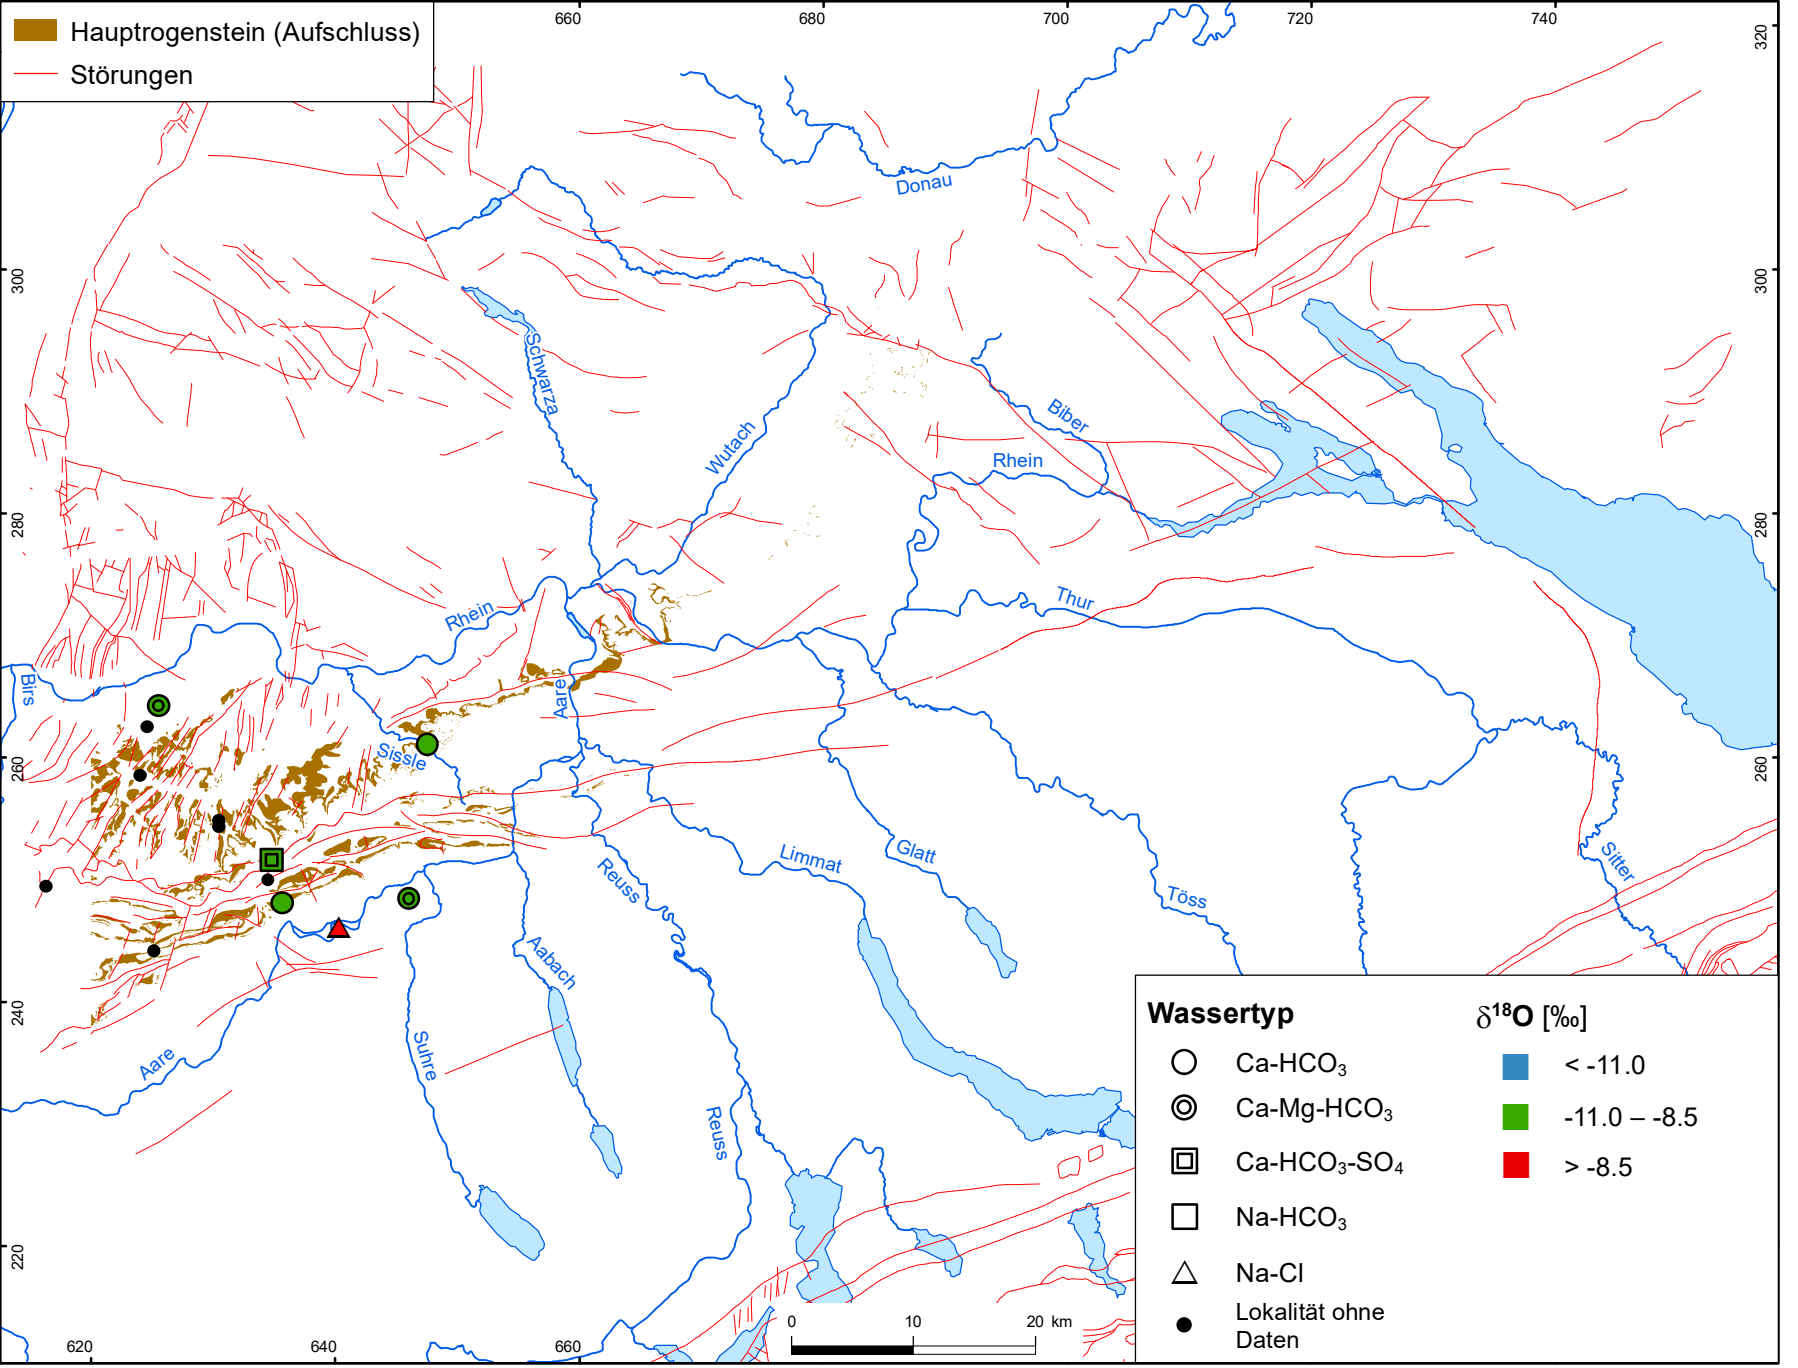 Hauptrogenstein (Aufschluss)
Störungen
660
680
700
720
740
320
300
300
280
280
260
260
240
220
620
640
660
Donau
Schwarza
Wutach
Biber
Rhein
Rhein
Thur
Birs
Aare
Sissle
Limmat
Glatt
Töss
Sitter
Reuss
Aabach
Aare
Suhre
Reuss
0 10 20 km
Wassertyp
Ca-HCO₃
Ca-Mg-HCO₃
Ca-HCO₃-SO₄
Na-HCO₃
Na-Cl
Lokalität ohne
Daten
δ¹⁸O [‰]
< -11.0
-11.0 – -8.5
> -8.5